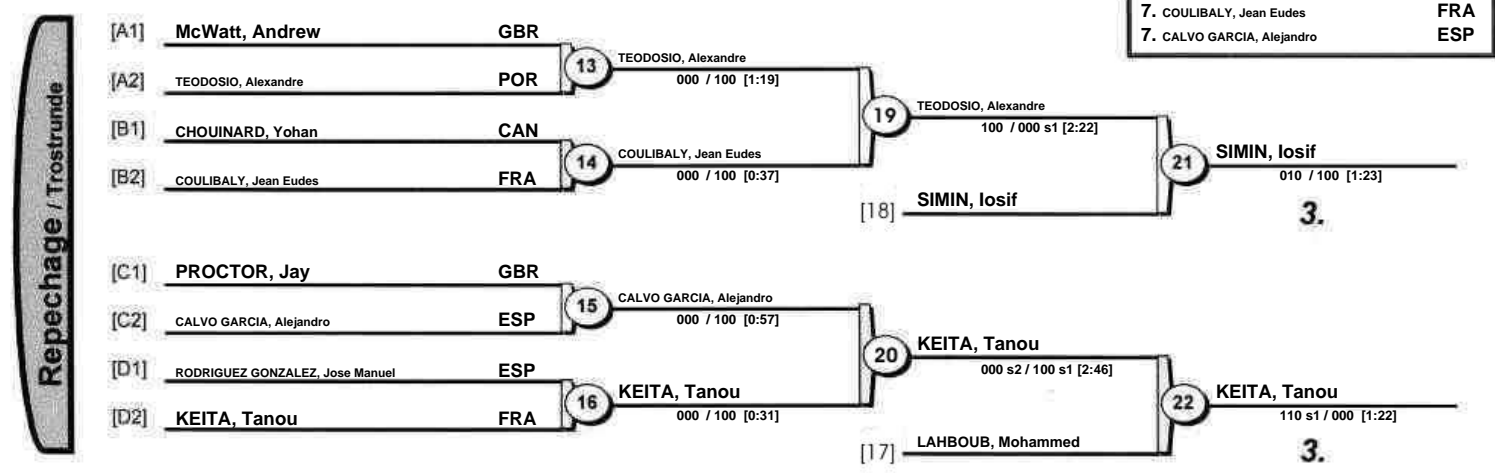 7. COULIBALY, Jean Eudes FRA
7. CALVO GARCIA, Alejandro ESP
Repechage / Trostrunde
[A1] McWatt, Andrew GBR
13
TEODOSIO, Alexandre
000 / 100 [1:19]
[A2] TEODOSIO, Alexandre POR
19
TEODOSIO, Alexandre
100 / 000 s1 [2:22]
[B1] CHOUINARD, Yohan CAN
14
COULIBALY, Jean Eudes
000 / 100 [0:37]
[B2] COULIBALY, Jean Eudes FRA
21
SIMIN, Iosif
010 / 100 [1:23]
[18] SIMIN, Iosif
3.
[C1] PROCTOR, Jay GBR
15
CALVO GARCIA, Alejandro
000 / 100 [0:57]
[C2] CALVO GARCIA, Alejandro ESP
20
KEITA, Tanou
000 s2 / 100 s1 [2:46]
[D1] RODRIGUEZ GONZALEZ, Jose Manuel ESP
16
KEITA, Tanou
000 / 100 [0:31]
[D2] KEITA, Tanou FRA
22
KEITA, Tanou
110 s1 / 000 [1:22]
[17] LAHBOUB, Mohammed
3.